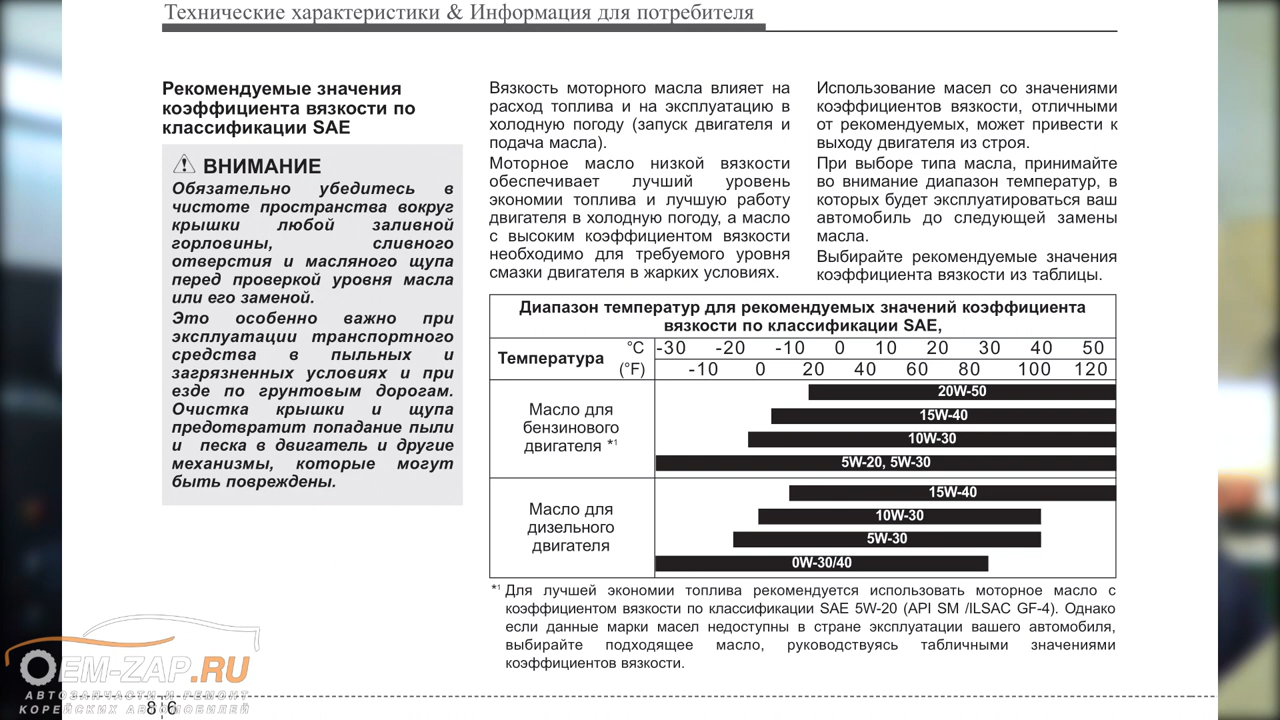 Технические характеристики & Информация для потребителя
Рекомендуемые значения
коэффициента вязкости по
классификации SAE
ВНИМАНИЕ
Обязательно убедитесь в
чистоте пространства вокруг
крышки любой заливной
горловины, сливного
отверстия и масляного щупа
перед проверкой уровня масла
или его заменой.
Это особенно важно при
эксплуатации транспортного
средства в пыльных и
загрязненных условиях и при
езде по грунтовым дорогам.
Очистка крышки и щупа
предотвратит попадание пыли
и песка в двигатель и другие
механизмы, которые могут
быть повреждены.
Вязкость моторного масла влияет на
расход топлива и на эксплуатацию в
холодную погоду (запуск двигателя и
подача масла).
Моторное масло низкой вязкости
обеспечивает лучший уровень
экономии топлива и лучшую работу
двигателя в холодную погоду, а масло
с высоким коэффициентом вязкости
необходимо для требуемого уровня
смазки двигателя в жарких условиях.
Использование масел со значениями
коэффициентов вязкости, отличными
от рекомендуемых, может привести к
выходу двигателя из строя.
При выборе типа масла, принимайте
во внимание диапазон температур, в
которых будет эксплуатироваться ваш
автомобиль до следующей замены
масла.
Выбирайте рекомендуемые значения
коэффициента вязкости из таблицы.
Диапазон температур для рекомендуемых значений коэффициента
вязкости по классификации SAE,
Температура
°C -30 -20 -10 0 10 20 30 40 50
(°F) -10 0 20 40 60 80 100 120
Масло для
бензинового
двигателя *1
20W-50
15W-40
10W-30
5W-20, 5W-30
Масло для
дизельного
двигателя
15W-40
10W-30
5W-30
0W-30/40
*1 Для лучшей экономии топлива рекомендуется использовать моторное масло с
коэффициентом вязкости по классификации SAE 5W-20 (API SM /ILSAC GF-4). Однако
если данные марки масел недоступны в стране эксплуатации вашего автомобиля,
выбирайте подходящее масло, руководствуясь табличными значениями
коэффициентов вязкости.
OEM-ZAP.RU
АВТОЗАПЧАСТИ И РЕМОНТ
КОРЕЙСКИХ АВТОМОБИЛЕЙ
8 6